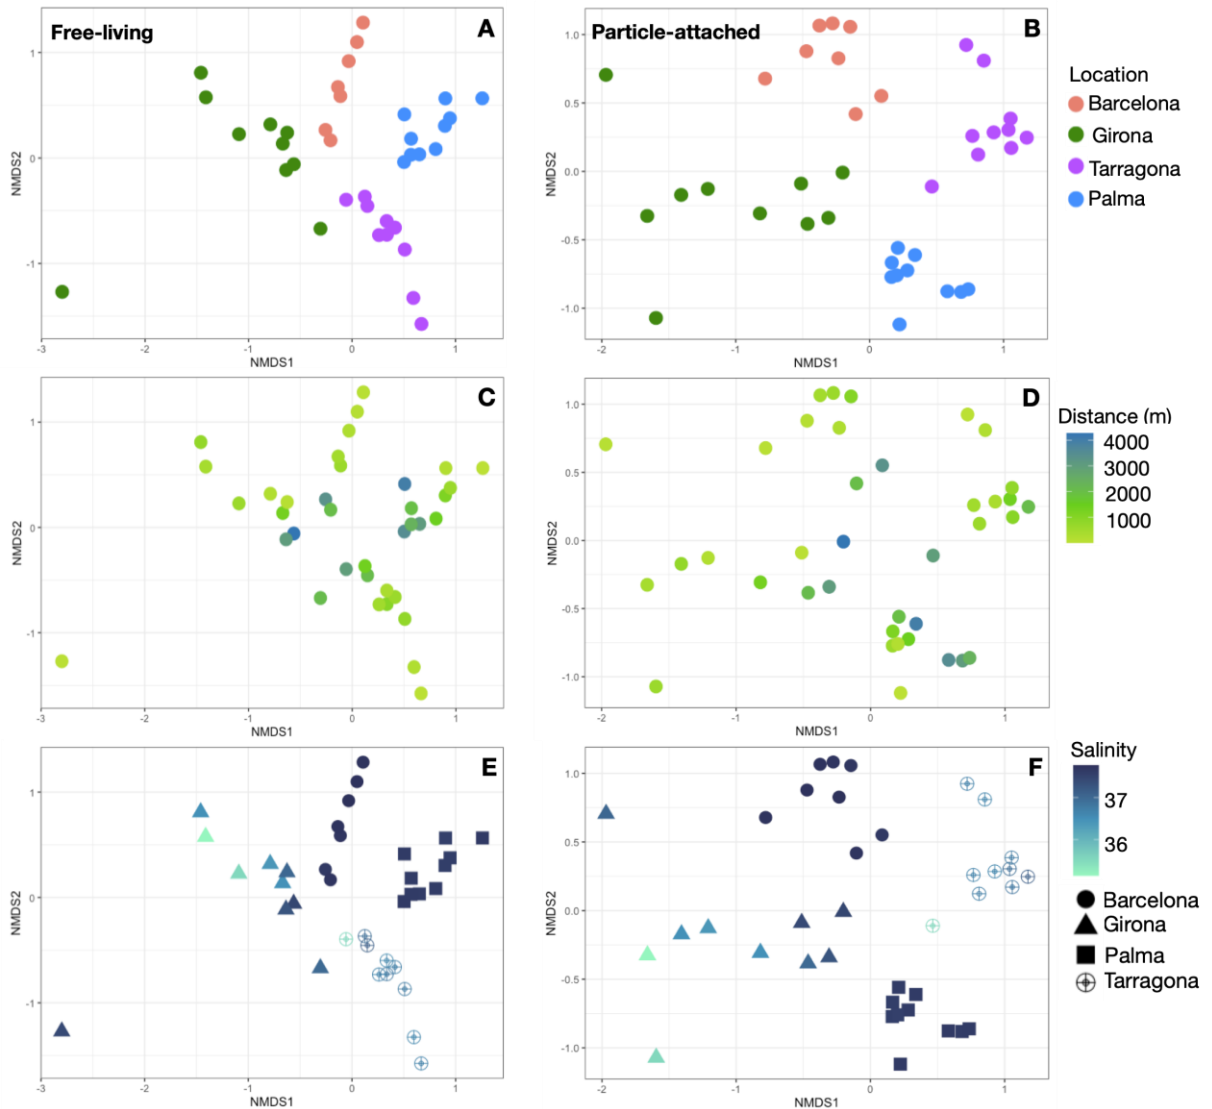 Free-living
A
NMDS2
1
0
-1
-3
-2
-1
0
1
NMDS1
Particle-attached
B
NMDS2
1.0
0.5
0.0
-0.5
-1.0
-2
-1
0
1
NMDS1
Location
Barcelona
Girona
Tarragona
Palma
C
NMDS2
1
0
-1
-3
-2
-1
0
1
NMDS1
D
NMDS2
1.0
0.5
0.0
-0.5
-1.0
-2
-1
0
1
NMDS1
Distance (m)
4000
3000
2000
1000
E
NMDS2
1
0
-1
-3
-2
-1
0
1
NMDS1
F
NMDS2
1.0
0.5
0.0
-0.5
-1.0
-2
-1
0
1
NMDS1
Salinity
37
36
Barcelona
Girona
Palma
Tarragona